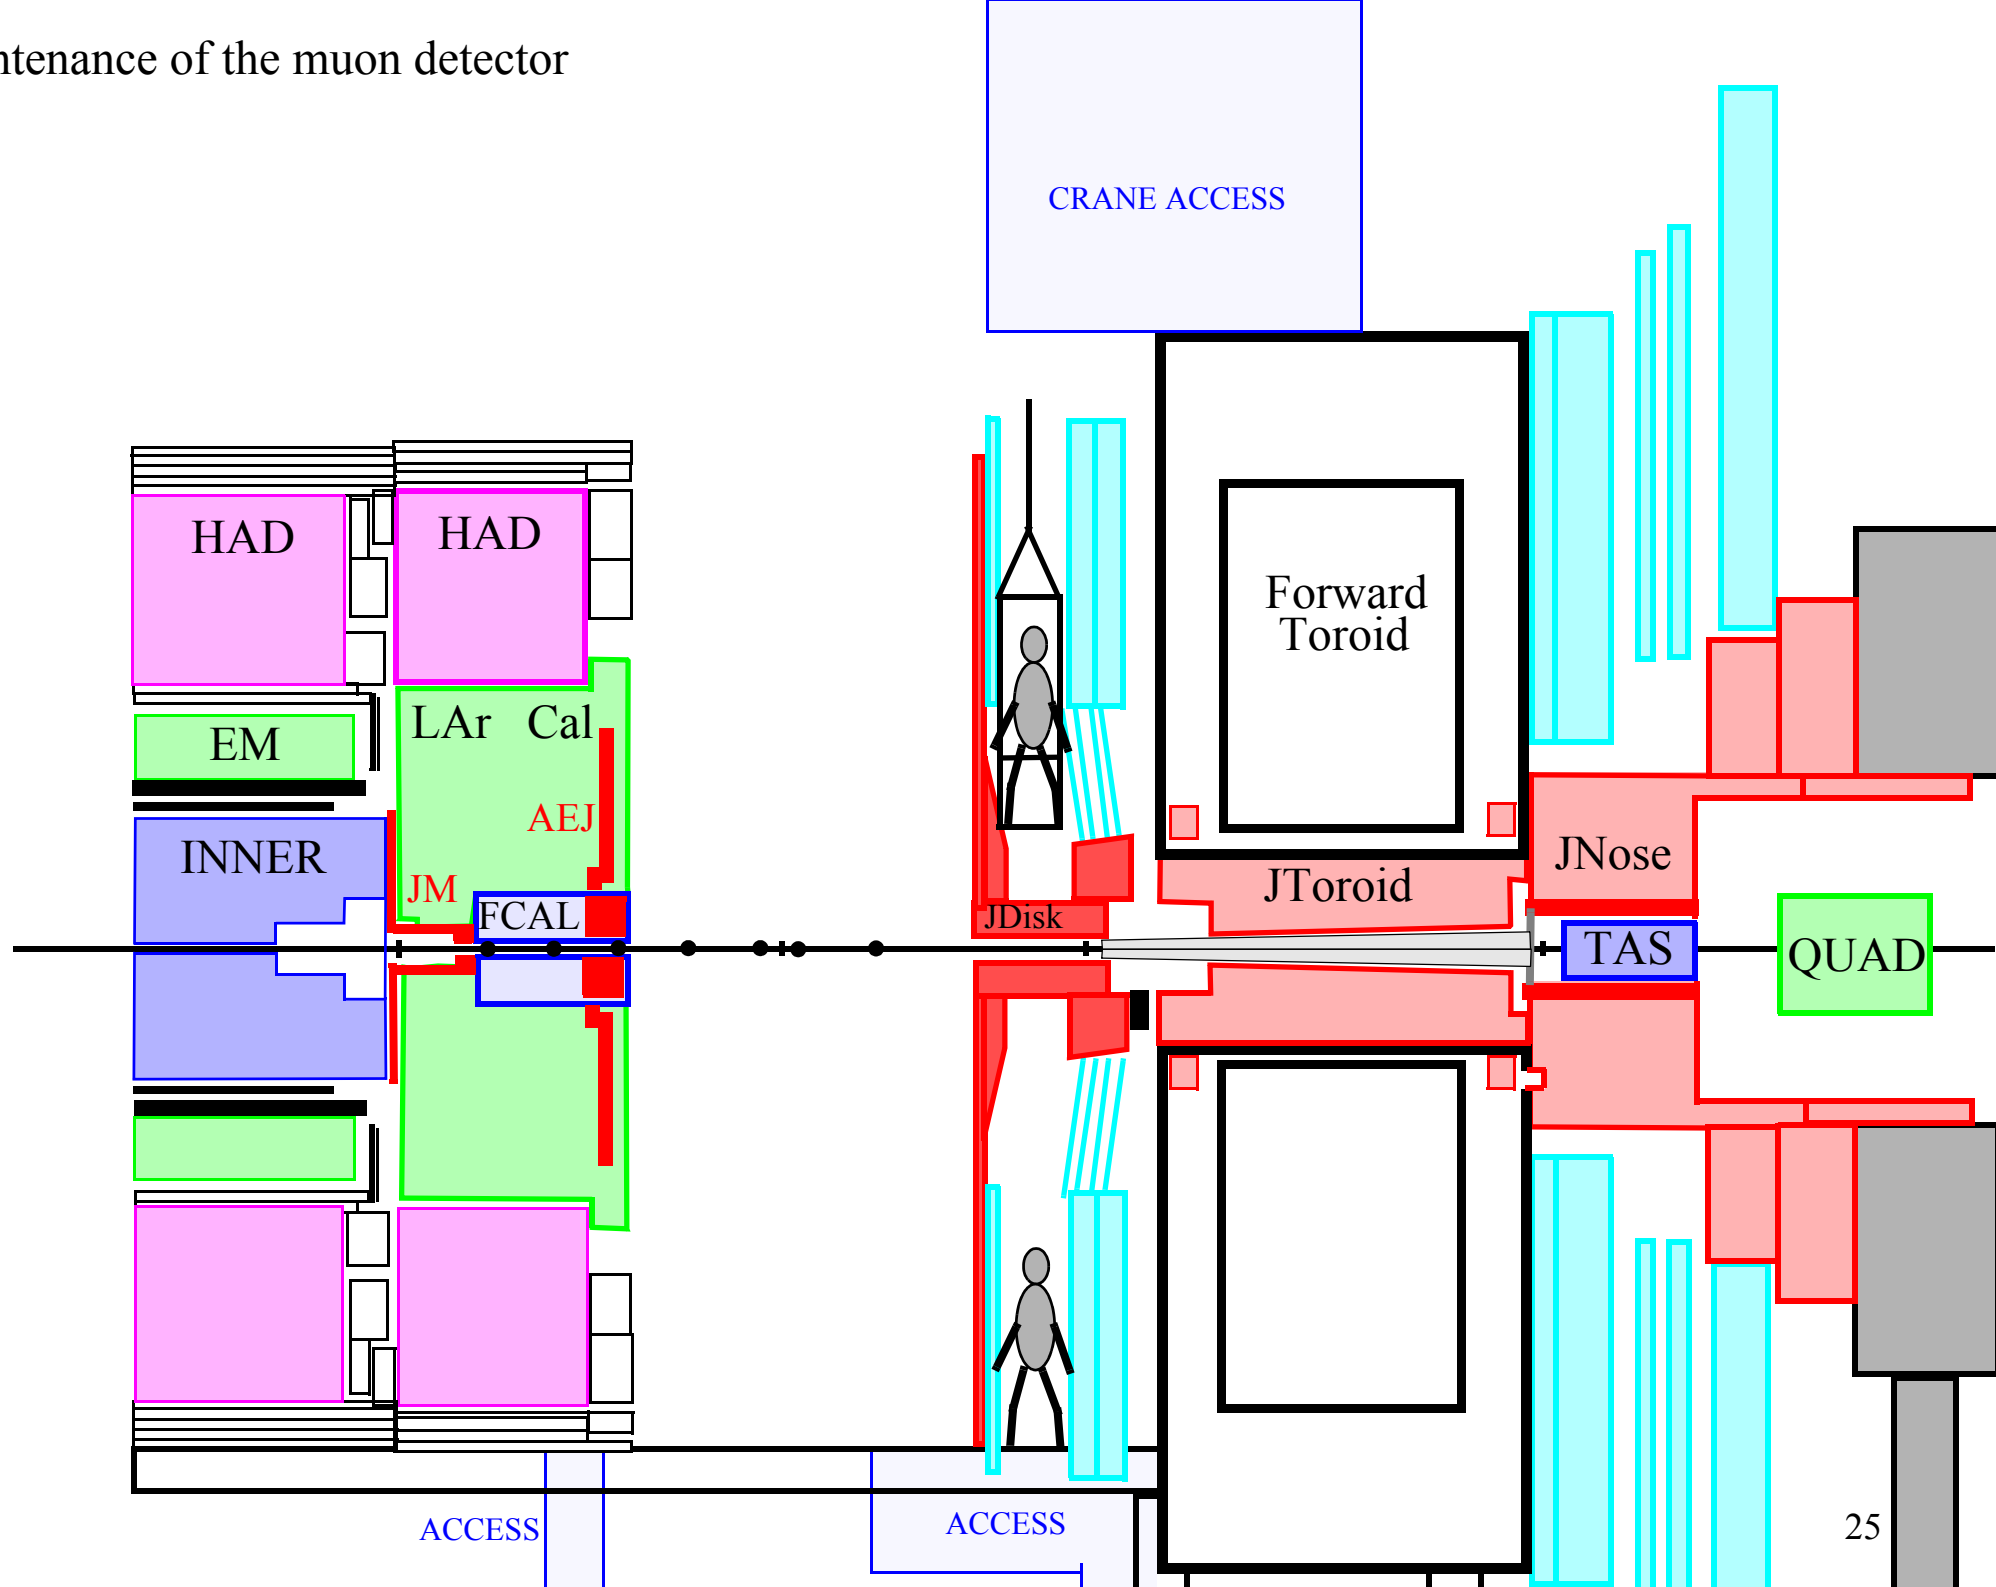 ntenance of the muon detector
CRANE ACCESS
HAD
HAD
Forward
Toroid
LAr Cal
EM
AEJ
INNER
JM
FCAL
JDisk
JToroid
JNose
TAS
QUAD
ACCESS
ACCESS
25